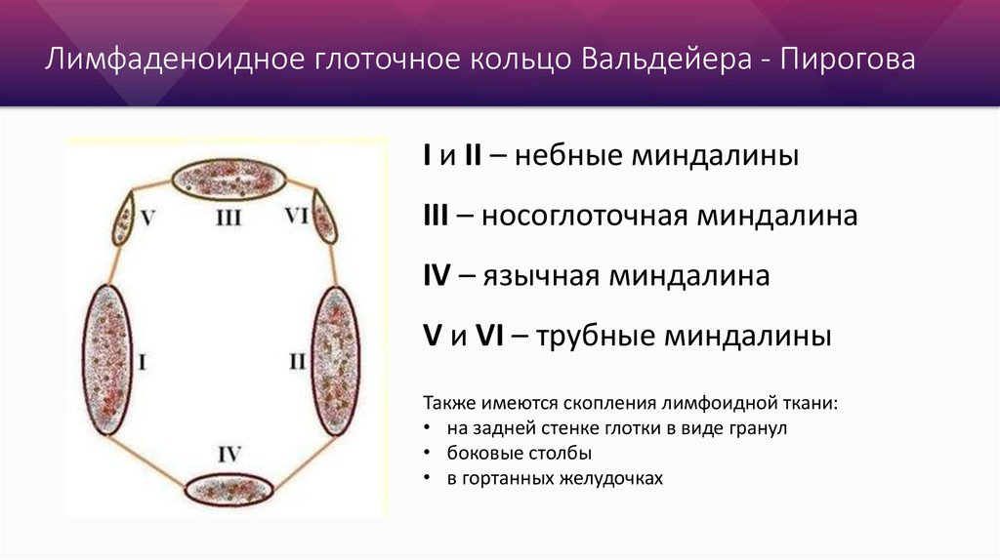 Лимфаденоидное глоточное кольцо Вальдейера - Пирогова
I и II – небные миндалины
III – носоглоточная миндалина
IV – язычная миндалина
V и VI – трубные миндалины
Также имеются скопления лимфоидной ткани:
• на задней стенке глотки в виде гранул
• боковые столбы
• в гортанных желудочках
V III VI
I II
IV